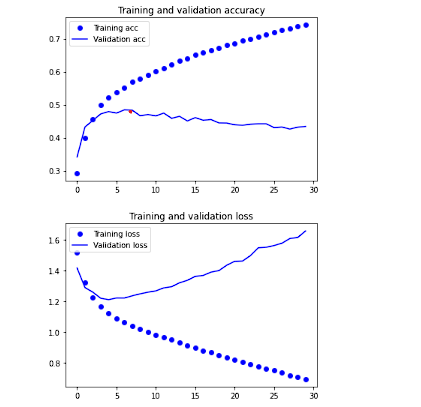 Training and validation accuracy
Training acc
Validation acc
0.7
0.6
0.5
0.4
0.3
0 5 10 15 20 25 30
Training and validation loss
Training loss
Validation loss
1.6
1.4
1.2
1.0
0.8
0 5 10 15 20 25 30